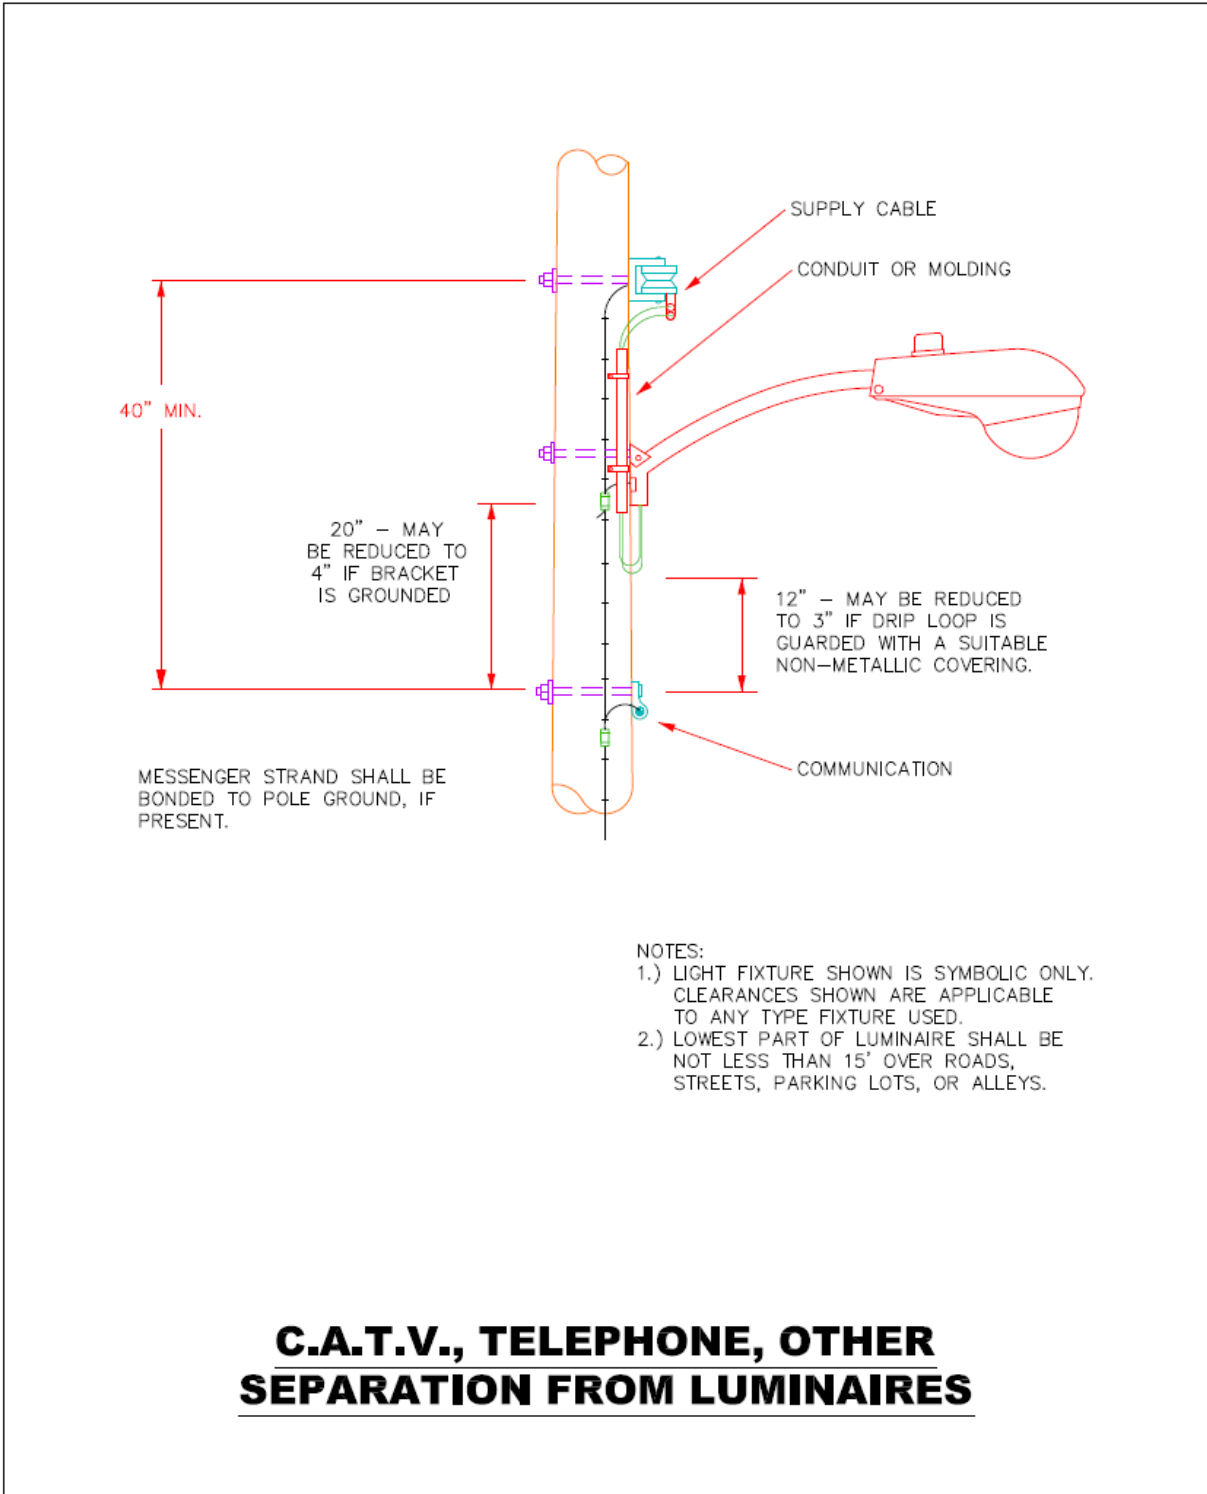 SUPPLY CABLE
CONDUIT OR MOLDING
40" MIN.
20" – MAY
BE REDUCED TO
4" IF BRACKET
IS GROUNDED
12" – MAY BE REDUCED
TO 3" IF DRIP LOOP IS
GUARDED WITH A SUITABLE
NON–METALLIC COVERING.
COMMUNICATION
MESSENGER STRAND SHALL BE
BONDED TO POLE GROUND, IF
PRESENT.
NOTES:
1.) LIGHT FIXTURE SHOWN IS SYMBOLIC ONLY.
CLEARANCES SHOWN ARE APPLICABLE
TO ANY TYPE FIXTURE USED.
2.) LOWEST PART OF LUMINAIRE SHALL BE
NOT LESS THAN 15' OVER ROADS,
STREETS, PARKING LOTS, OR ALLEYS.
C.A.T.V., TELEPHONE, OTHER
SEPARATION FROM LUMINAIRES